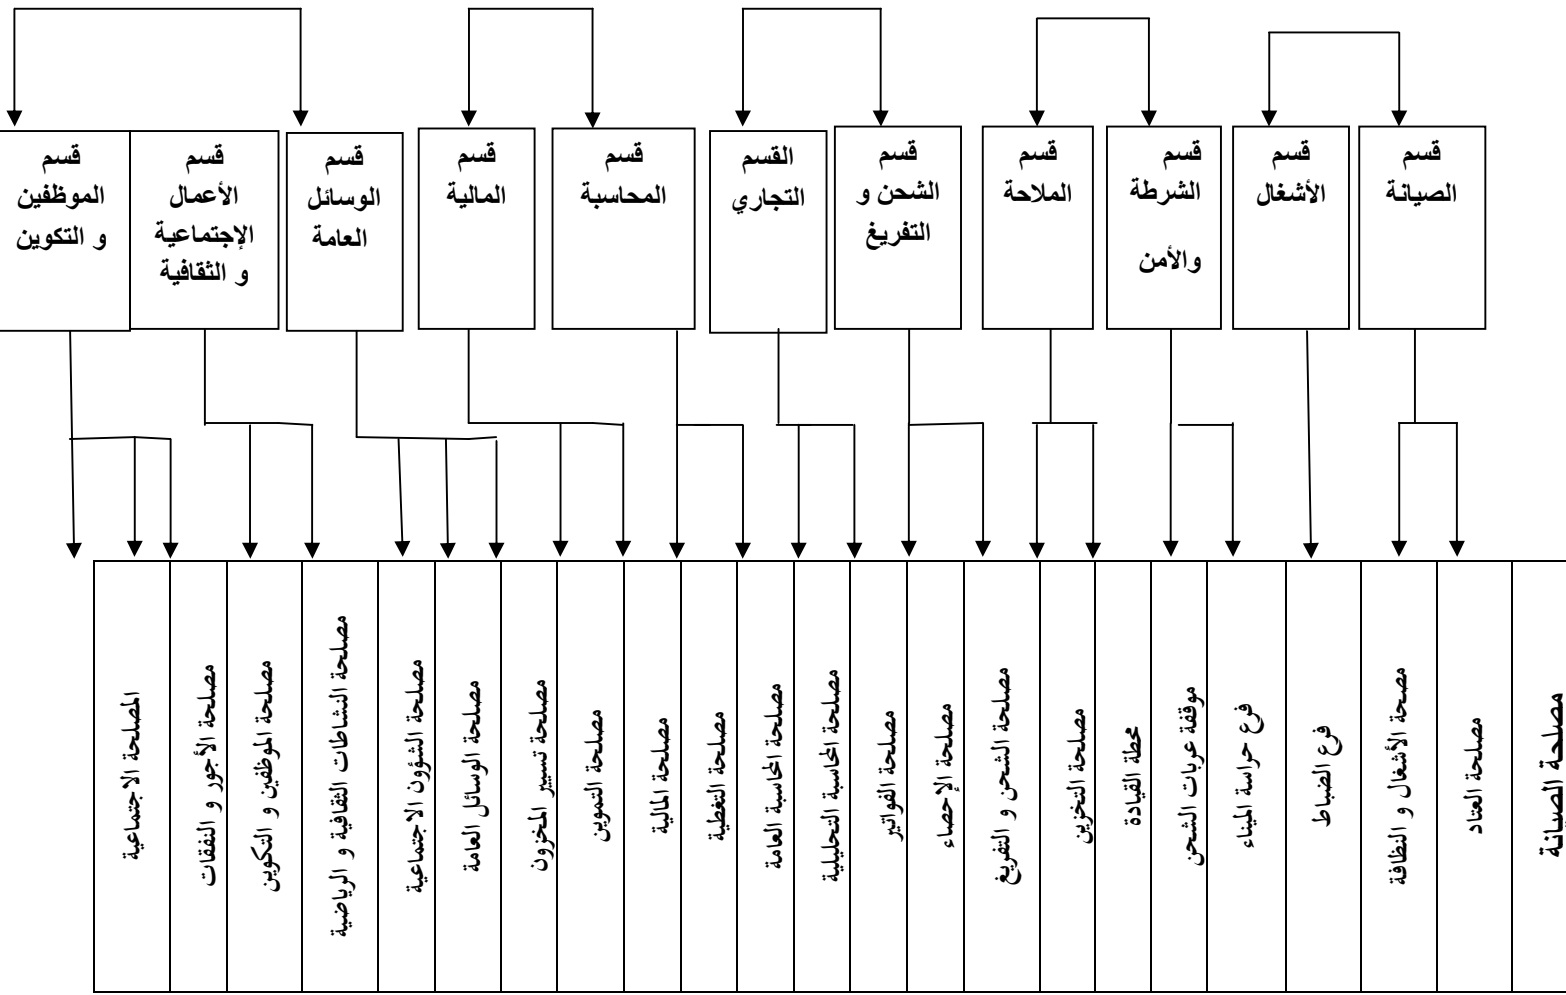 قسم
الصيانة
قسم
الأشغال
قسم
الشرطة
والأمن
قسم
الملاحة
قسم
الشحن و
التفريغ
القسم
التجاري
قسم
المحاسبة
قسم
المالية
قسم
الوسائل
العامة
قسم
الأعمال
الإجتماعية
و الثقافية
قسم
الموظفين
و التكوين
مصلحة الصيانة
مصلحة العتاد
مصحة الأشغال و النظافة
فرع الضباط
فرع حراسة الميناء
موقفة عربات الشحن
محطة القيادة
مصلحة التخزين
مصلحة الشحن و التفريغ
مصلحة الإحصاء
مصلحة الفواتير
مصلحة المحاسبة التحليلية
مصلحة المحاسبة العامة
مصلحة التغطية
مصلحة المالية
مصلحة التموين
مصلحة تسيير المخزون
مصلحة الوسائل العامة
مصلحة الشؤون الاجتماعية
مصلحة النشاطات الثقافية و الرياضية
مصلحة الموظفين و التكوين
مصلحة الأجور و النفقات
المصلحة الاجتماعية